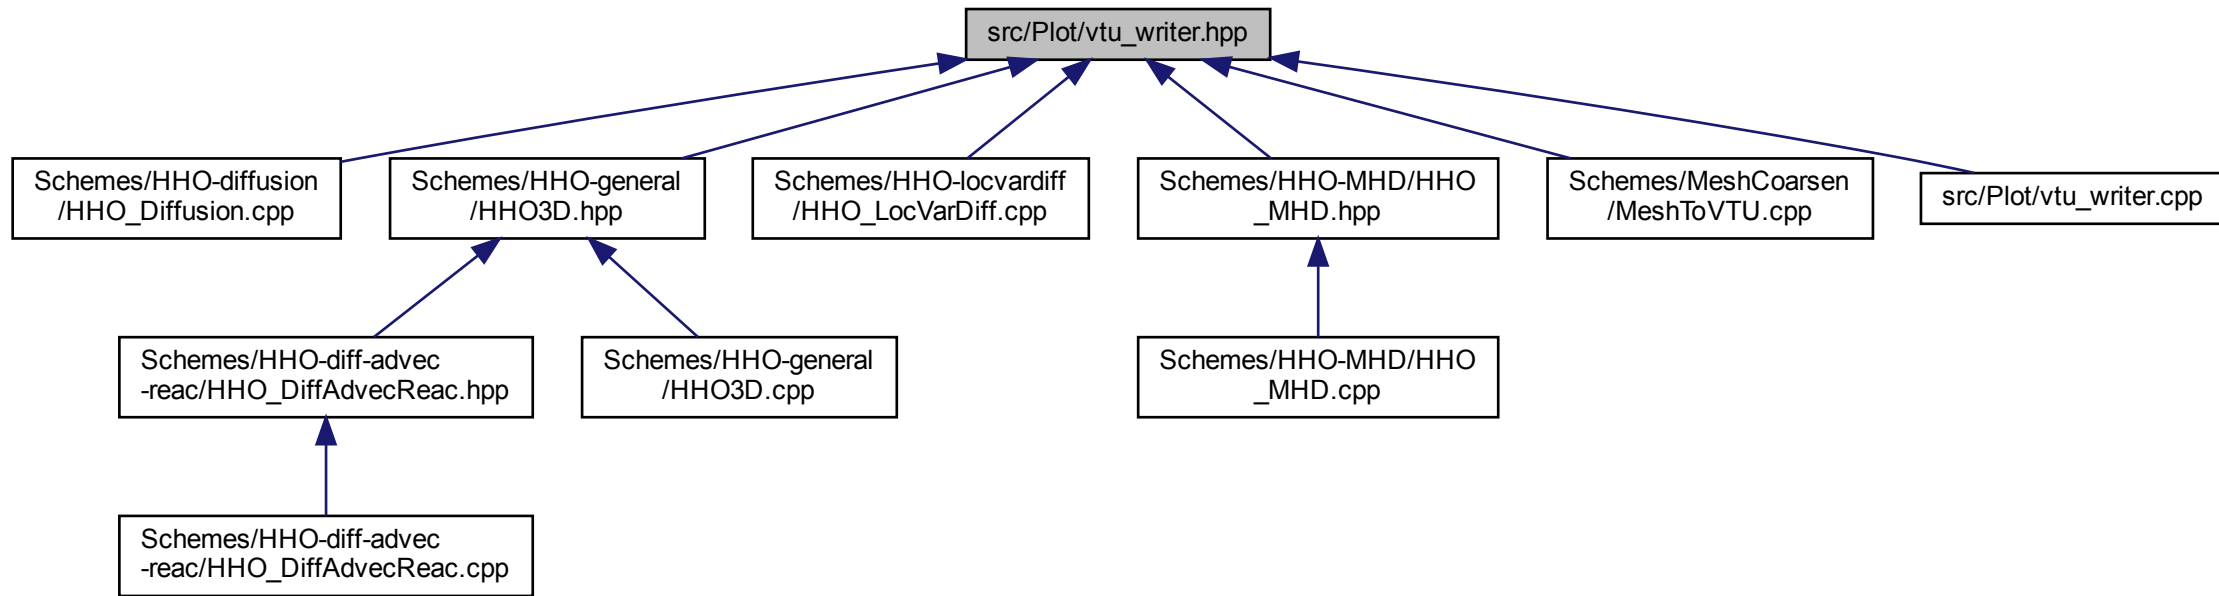 src/Plot/vtu_writer.hpp
Schemes/HHO-diffusion
/HHO_Diffusion.cpp
Schemes/HHO-general
/HHO3D.hpp
Schemes/HHO-locvardiff
/HHO_LocVarDiff.cpp
Schemes/HHO-MHD/HHO
_MHD.hpp
Schemes/MeshCoarsen
/MeshToVTU.cpp
src/Plot/vtu_writer.cpp
Schemes/HHO-diff-advec
-reac/HHO_DiffAdvecReac.hpp
Schemes/HHO-general
/HHO3D.cpp
Schemes/HHO-MHD/HHO
_MHD.cpp
Schemes/HHO-diff-advec
-reac/HHO_DiffAdvecReac.cpp